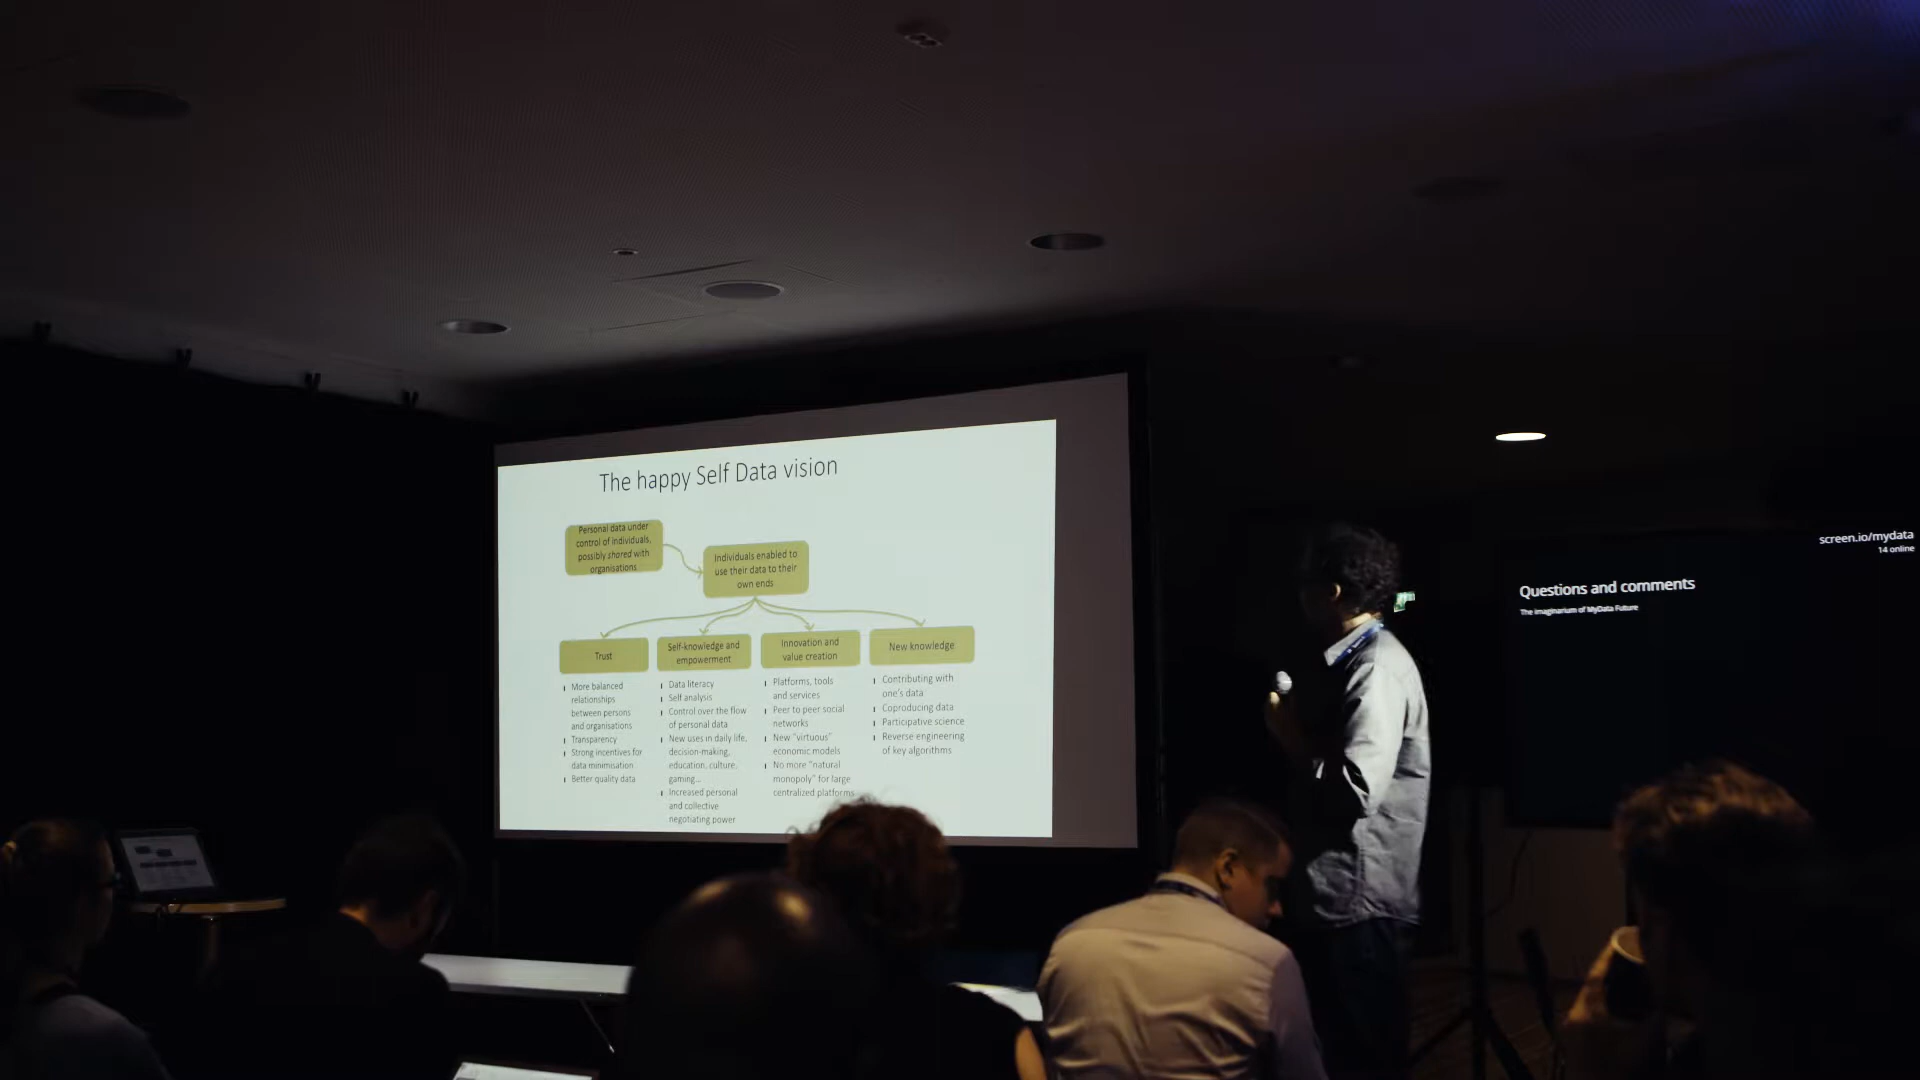 The happy Self Data vision
Personal data under
control of individuals,
possibly shared with
organisations
Individuals enabled to
use their data to their
own ends
Trust
More balanced
relationships
between persons
and organisations
Transparency
Strong incentives for
data minimisation
Better quality data
Self-knowledge and
empowerment
Data literacy
Self analysis
Control over the flow
of personal data
New uses in daily life,
decision-making,
education, culture,
gaming...
Increased personal
and collective
negotiating power
Innovation and
value creation
Platforms, tools
and services
Peer to peer social
networks
New "virtuous"
economic models
No more "natural
monopoly" for large
centralized platforms
New knowledge
Contributing with
one's data
Coproducing data
Participative science
Reverse engineering
of key algorithms
screen.io/mydata
14 online
Questions and comments
The imaginarium of MyData Future